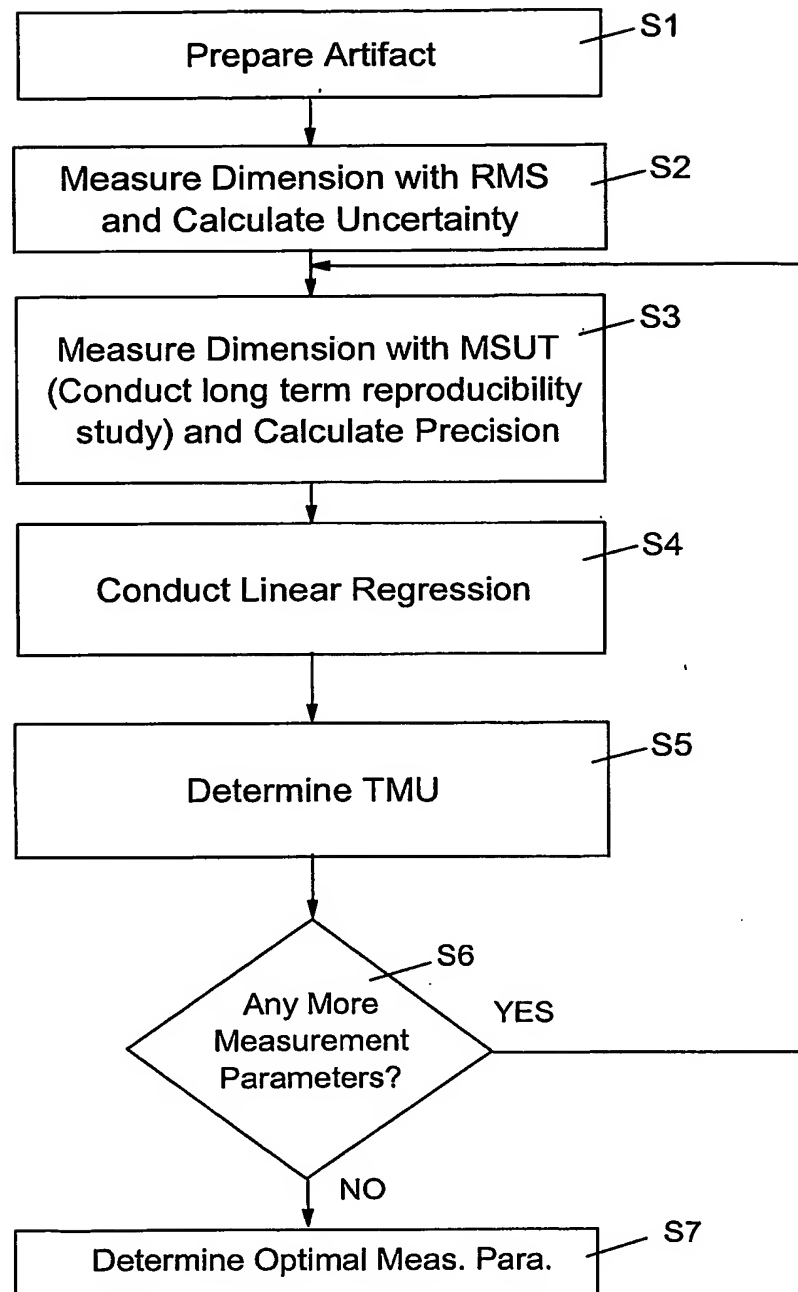 S1
Prepare Artifact
S2
Measure Dimension with RMS
and Calculate Uncertainty
S3
Measure Dimension with MSUT
(Conduct long term reproducibility
study) and Calculate Precision
S4
Conduct Linear Regression
S5
Determine TMU
S6
Any More
Measurement
Parameters?
YES
NO
S7
Determine Optimal Meas. Para.